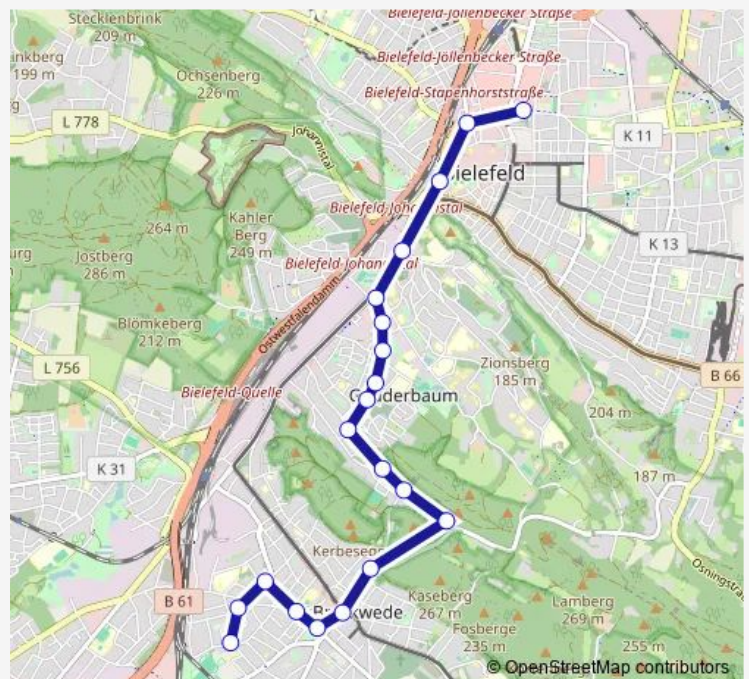 Bielefeld-Jöllenbecker Straße
Stecklenbrink
209 m
Ochsenberg
226 m
199 m
Bielefeld-Jöllenbecker Straße
Bielefeld-Stapenhorststraße
L 778
Johannistal
K 11
264 m
Kahler
Berg
249 m
Jostberg
286 m
K 13
Ostwestfalendamm
Blömkeberg
212 m
L 756
Zionsberg
185 m
B 66
Bielefeld-Quelle
204 m
K 31
187 m
B 61
Kaseberg
267 m
Lamberg
269 m
Fosberge
235 m
255 m
© OpenStreetMap contributors